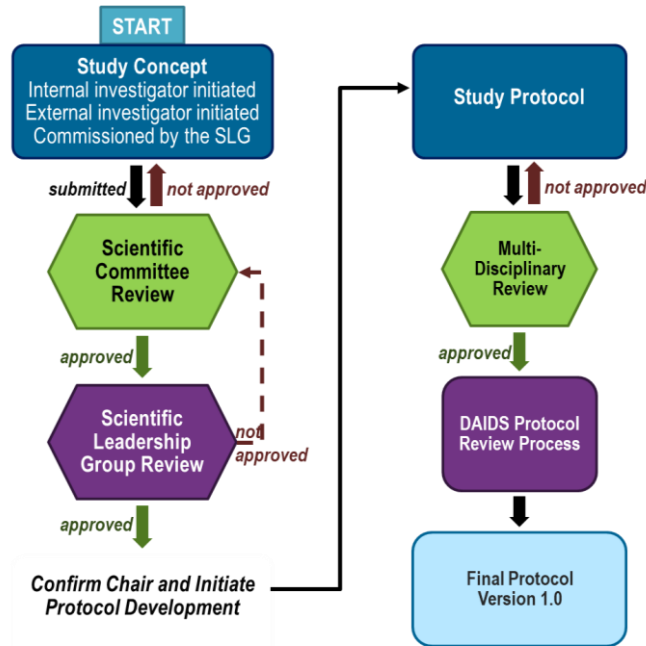 START
Study Concept
Internal investigator initiated
External investigator initiated
Commissioned by the SLG
submitted
not approved
Scientific
Committee
Review
approved
Scientific
Leadership
Group Review
not
approved
approved
Confirm Chair and Initiate
Protocol Development
Study Protocol
not approved
Multi-
Disciplinary
Review
approved
DAIDS Protocol
Review Process
Final Protocol
Version 1.0